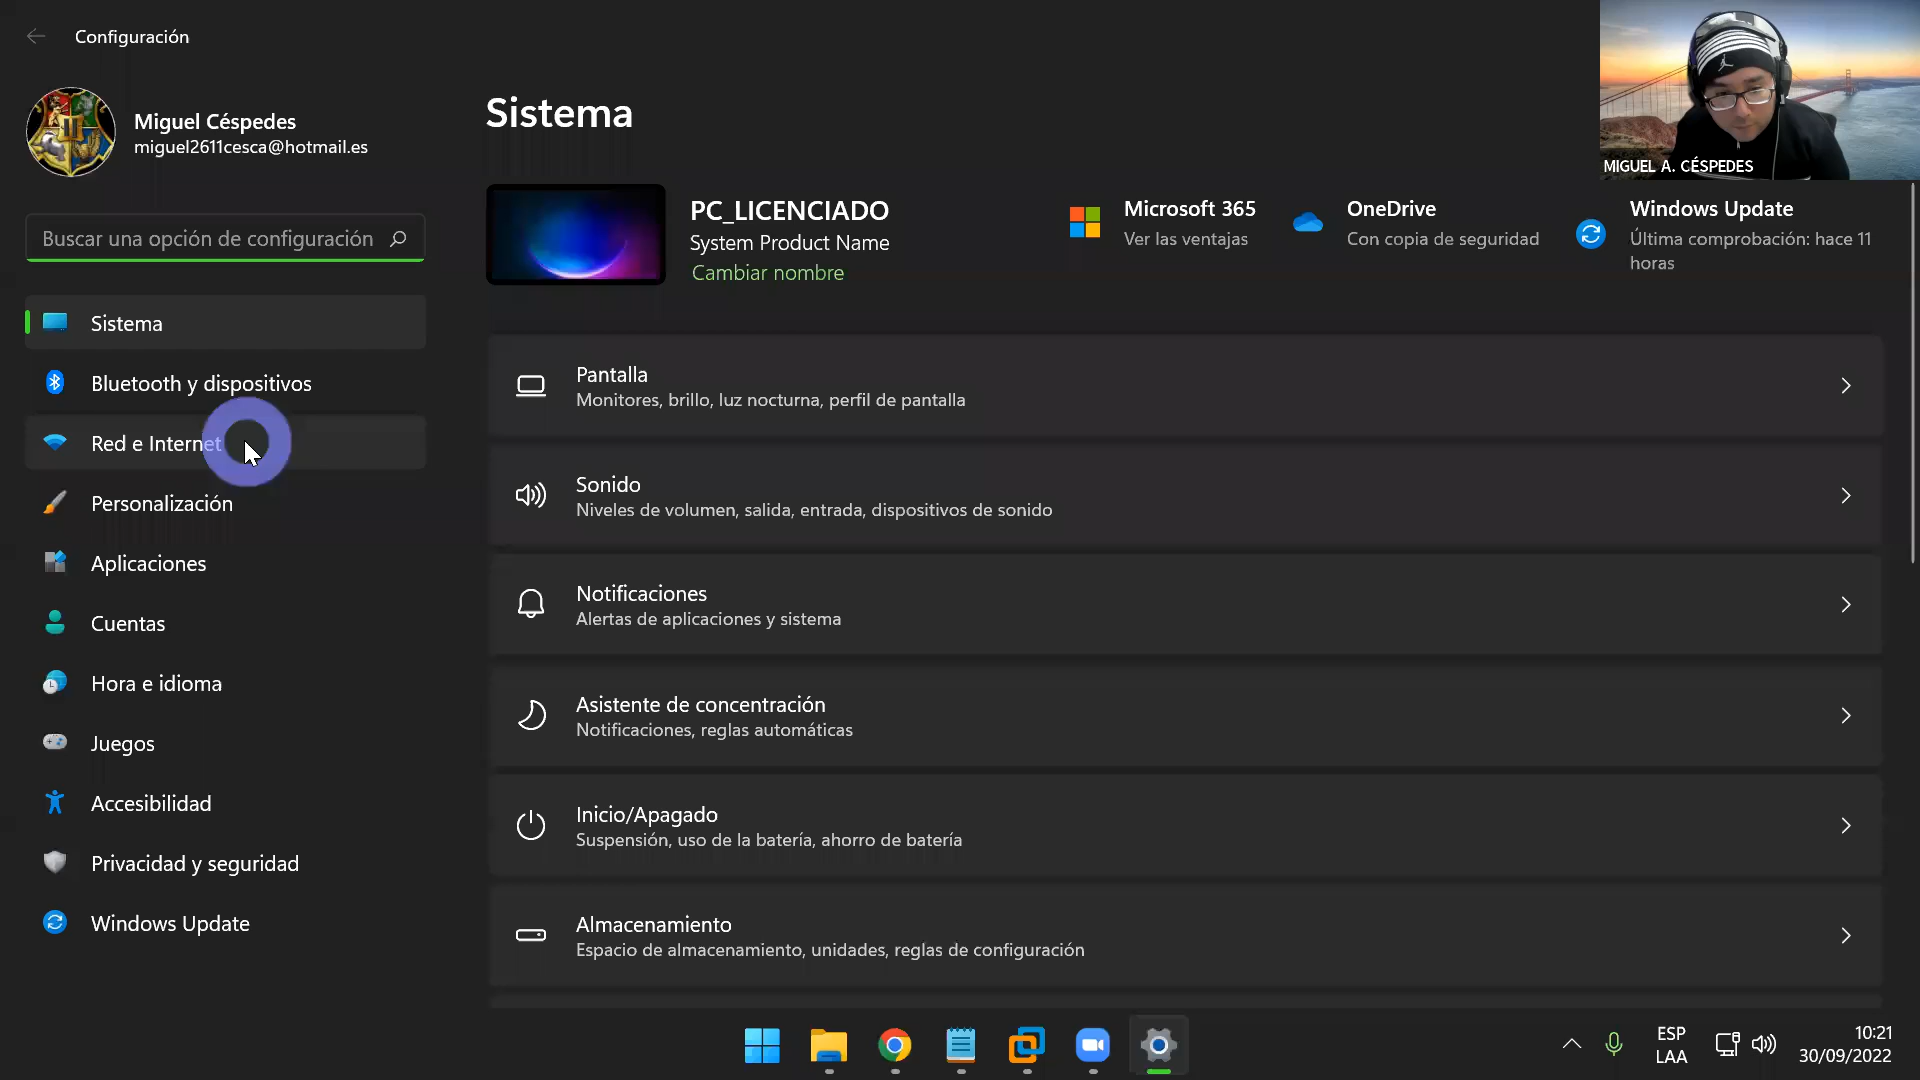 Configuración
Miguel Céspedes
miguel2611cesca@hotmail.es
Buscar una opción de configuración
Sistema
Bluetooth y dispositivos
Red e Internet
Personalización
Aplicaciones
Cuentas
Hora e idioma
Juegos
Accesibilidad
Privacidad y seguridad
Windows Update
Sistema
PC_LICENCIADO
System Product Name
Cambiar nombre
Microsoft 365
Ver las ventajas
OneDrive
Con copia de seguridad
Windows Update
Última comprobación: hace 11
horas
MIGUEL A. CÉSPEDES
Pantalla
Monitores, brillo, luz nocturna, perfil de pantalla
Sonido
Niveles de volumen, salida, entrada, dispositivos de sonido
Notificaciones
Alertas de aplicaciones y sistema
Asistente de concentración
Notificaciones, reglas automáticas
Inicio/Apagado
Suspensión, uso de la batería, ahorro de batería
Almacenamiento
Espacio de almacenamiento, unidades, reglas de configuración
ESP
LAA
10:21
30/09/2022